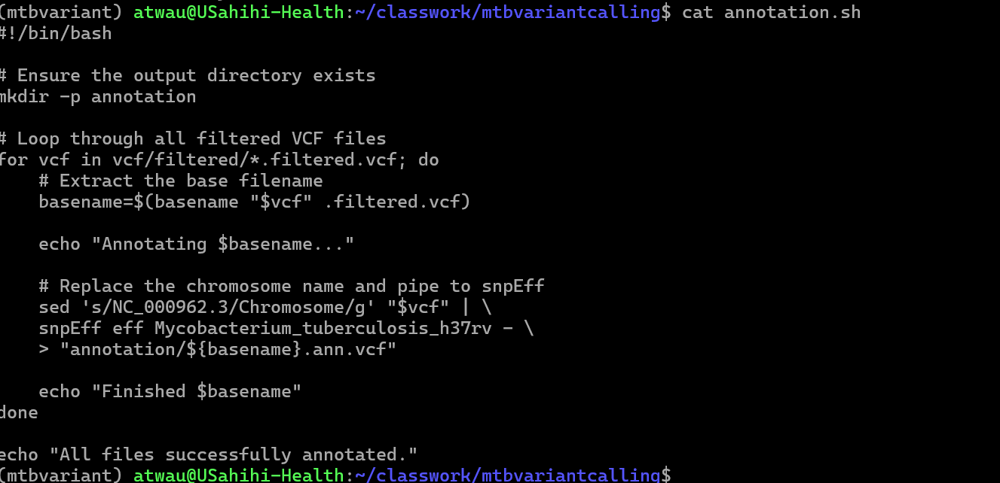 (mtbvariant) atwau@USahihi-Health:~/classwork/mtbvariantcalling$ cat annotation.sh
#!/bin/bash
# Ensure the output directory exists
mkdir -p annotation
# Loop through all filtered VCF files
for vcf in vcf/filtered/*.filtered.vcf; do
    # Extract the base filename
    basename=$(basename "$vcf" .filtered.vcf)
    echo "Annotating $basename..."
    # Replace the chromosome name and pipe to snpEff
    sed 's/NC_000962.3/Chromosome/g' "$vcf" | \
    snpEff eff Mycobacterium_tuberculosis_h37rv - \
    > "annotation/${basename}.ann.vcf"
    echo "Finished $basename"
done
echo "All files successfully annotated."
(mtbvariant) atwau@USahihi-Health:~/classwork/mtbvariantcalling$